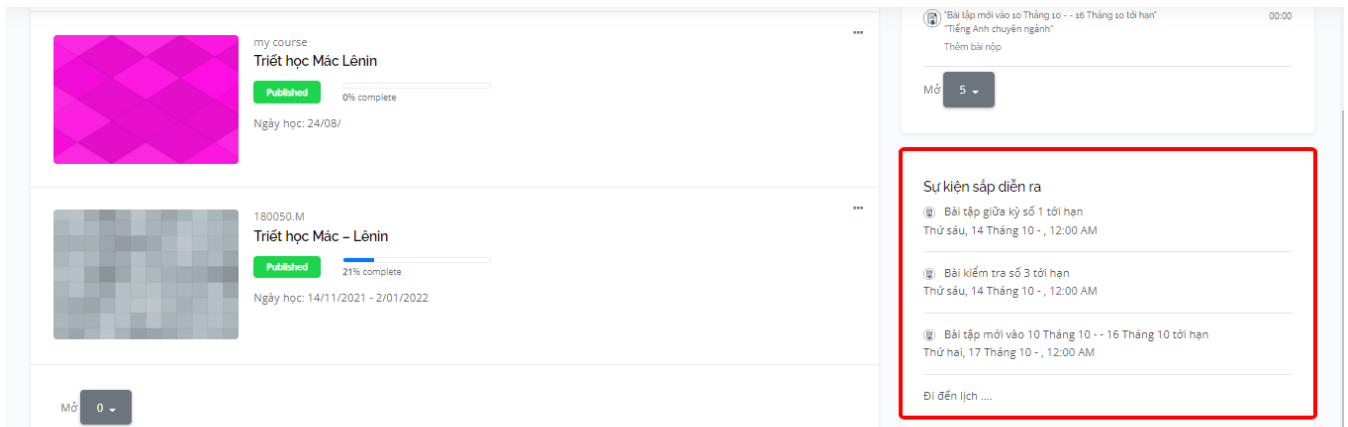 my course
Triết học Mác Lênin
Published
0% complete
Ngày học: 24/08/
180050.M
Triết học Mác – Lênin
Published
21% complete
Ngày học: 14/11/2021 - 2/01/2022
Mở 0
"Bài tập mới vào 10 Tháng 10 - - 16 Tháng 10 tới hạn" 00:00
"Tiếng Anh chuyên ngành"
Thêm bài nộp
Mở 5
Sự kiện sắp diễn ra
Bài tập giữa kỳ số 1 tới hạn
Thứ sáu, 14 Tháng 10 - , 12:00 AM
Bài kiểm tra số 3 tới hạn
Thứ sáu, 14 Tháng 10 - , 12:00 AM
Bài tập mới vào 10 Tháng 10 - - 16 Tháng 10 tới hạn
Thứ hai, 17 Tháng 10 - , 12:00 AM
Đi đến lịch ....